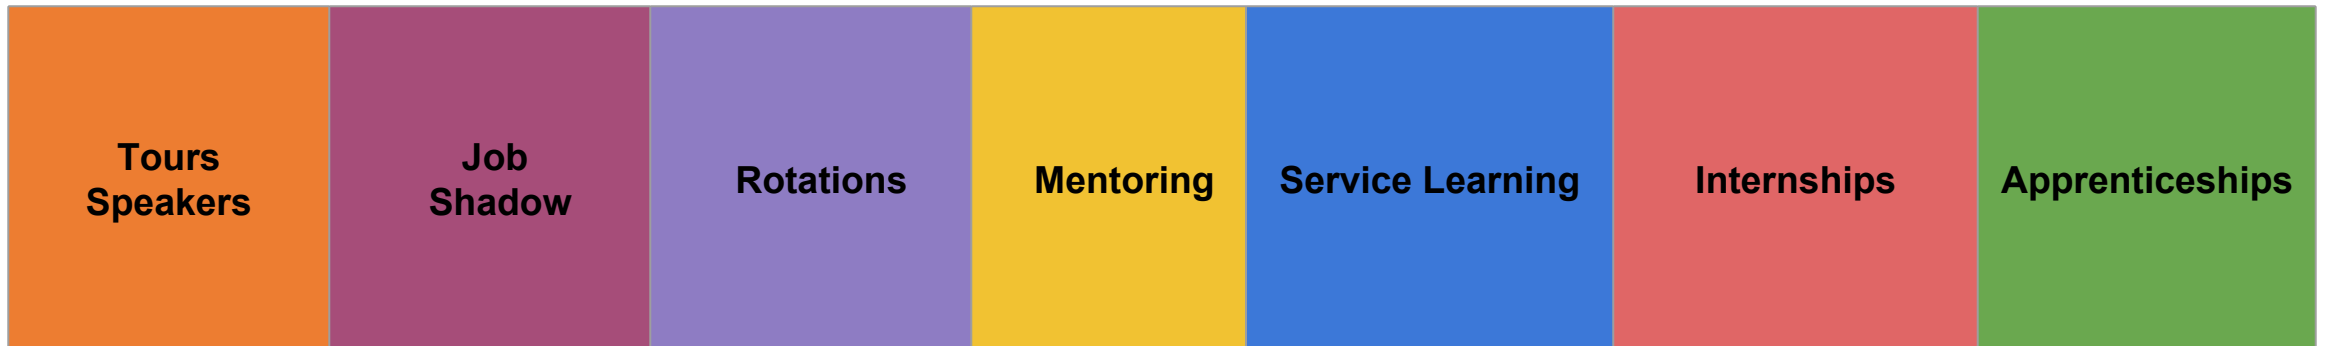 Tours
Speakers
Job
Shadow
Rotations
Mentoring
Service Learning
Internships
Apprenticeships